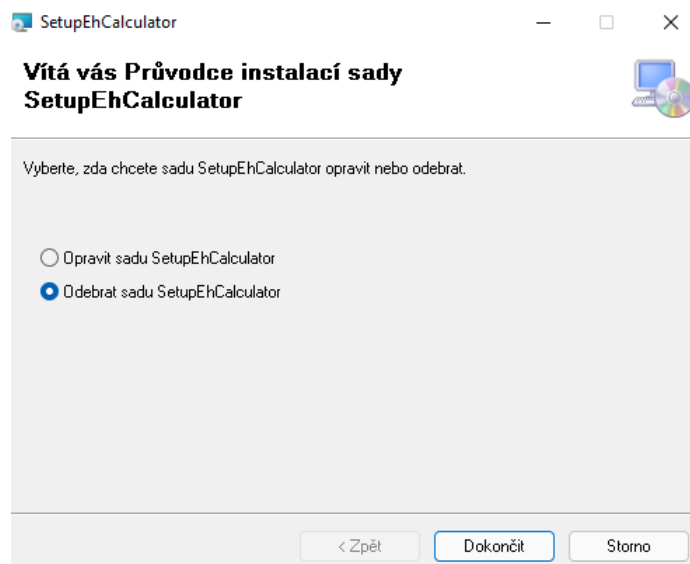 SetupEhCalculator
Vítá vás Průvodce instalací sady
SetupEhCalculator
Vyberte, zda chcete sadu SetupEhCalculator opravit nebo odebrat.
Opravit sadu SetupEhCalculator
Odebrat sadu SetupEhCalculator
< Zpět
Dokončit
Storno